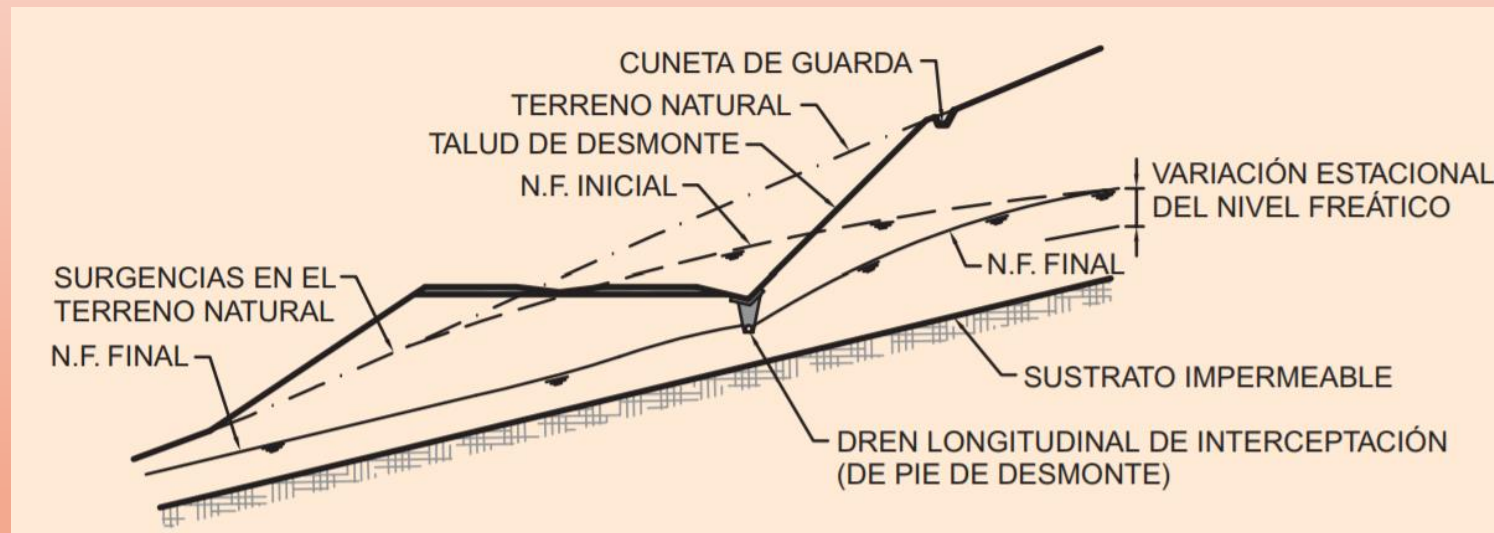 CUNETA DE GUARDA
TERRENO NATURAL
TALUD DE DESMONTE
N.F. INICIAL
VARIACIÓN ESTACIONAL
DEL NIVEL FREÁTICO
N.F. FINAL
SURGENCIAS EN EL
TERRENO NATURAL
N.F. FINAL
SUSTRATO IMPERMEABLE
DREN LONGITUDINAL DE INTERCEPTACIÓN
(DE PIE DE DESMONTE)